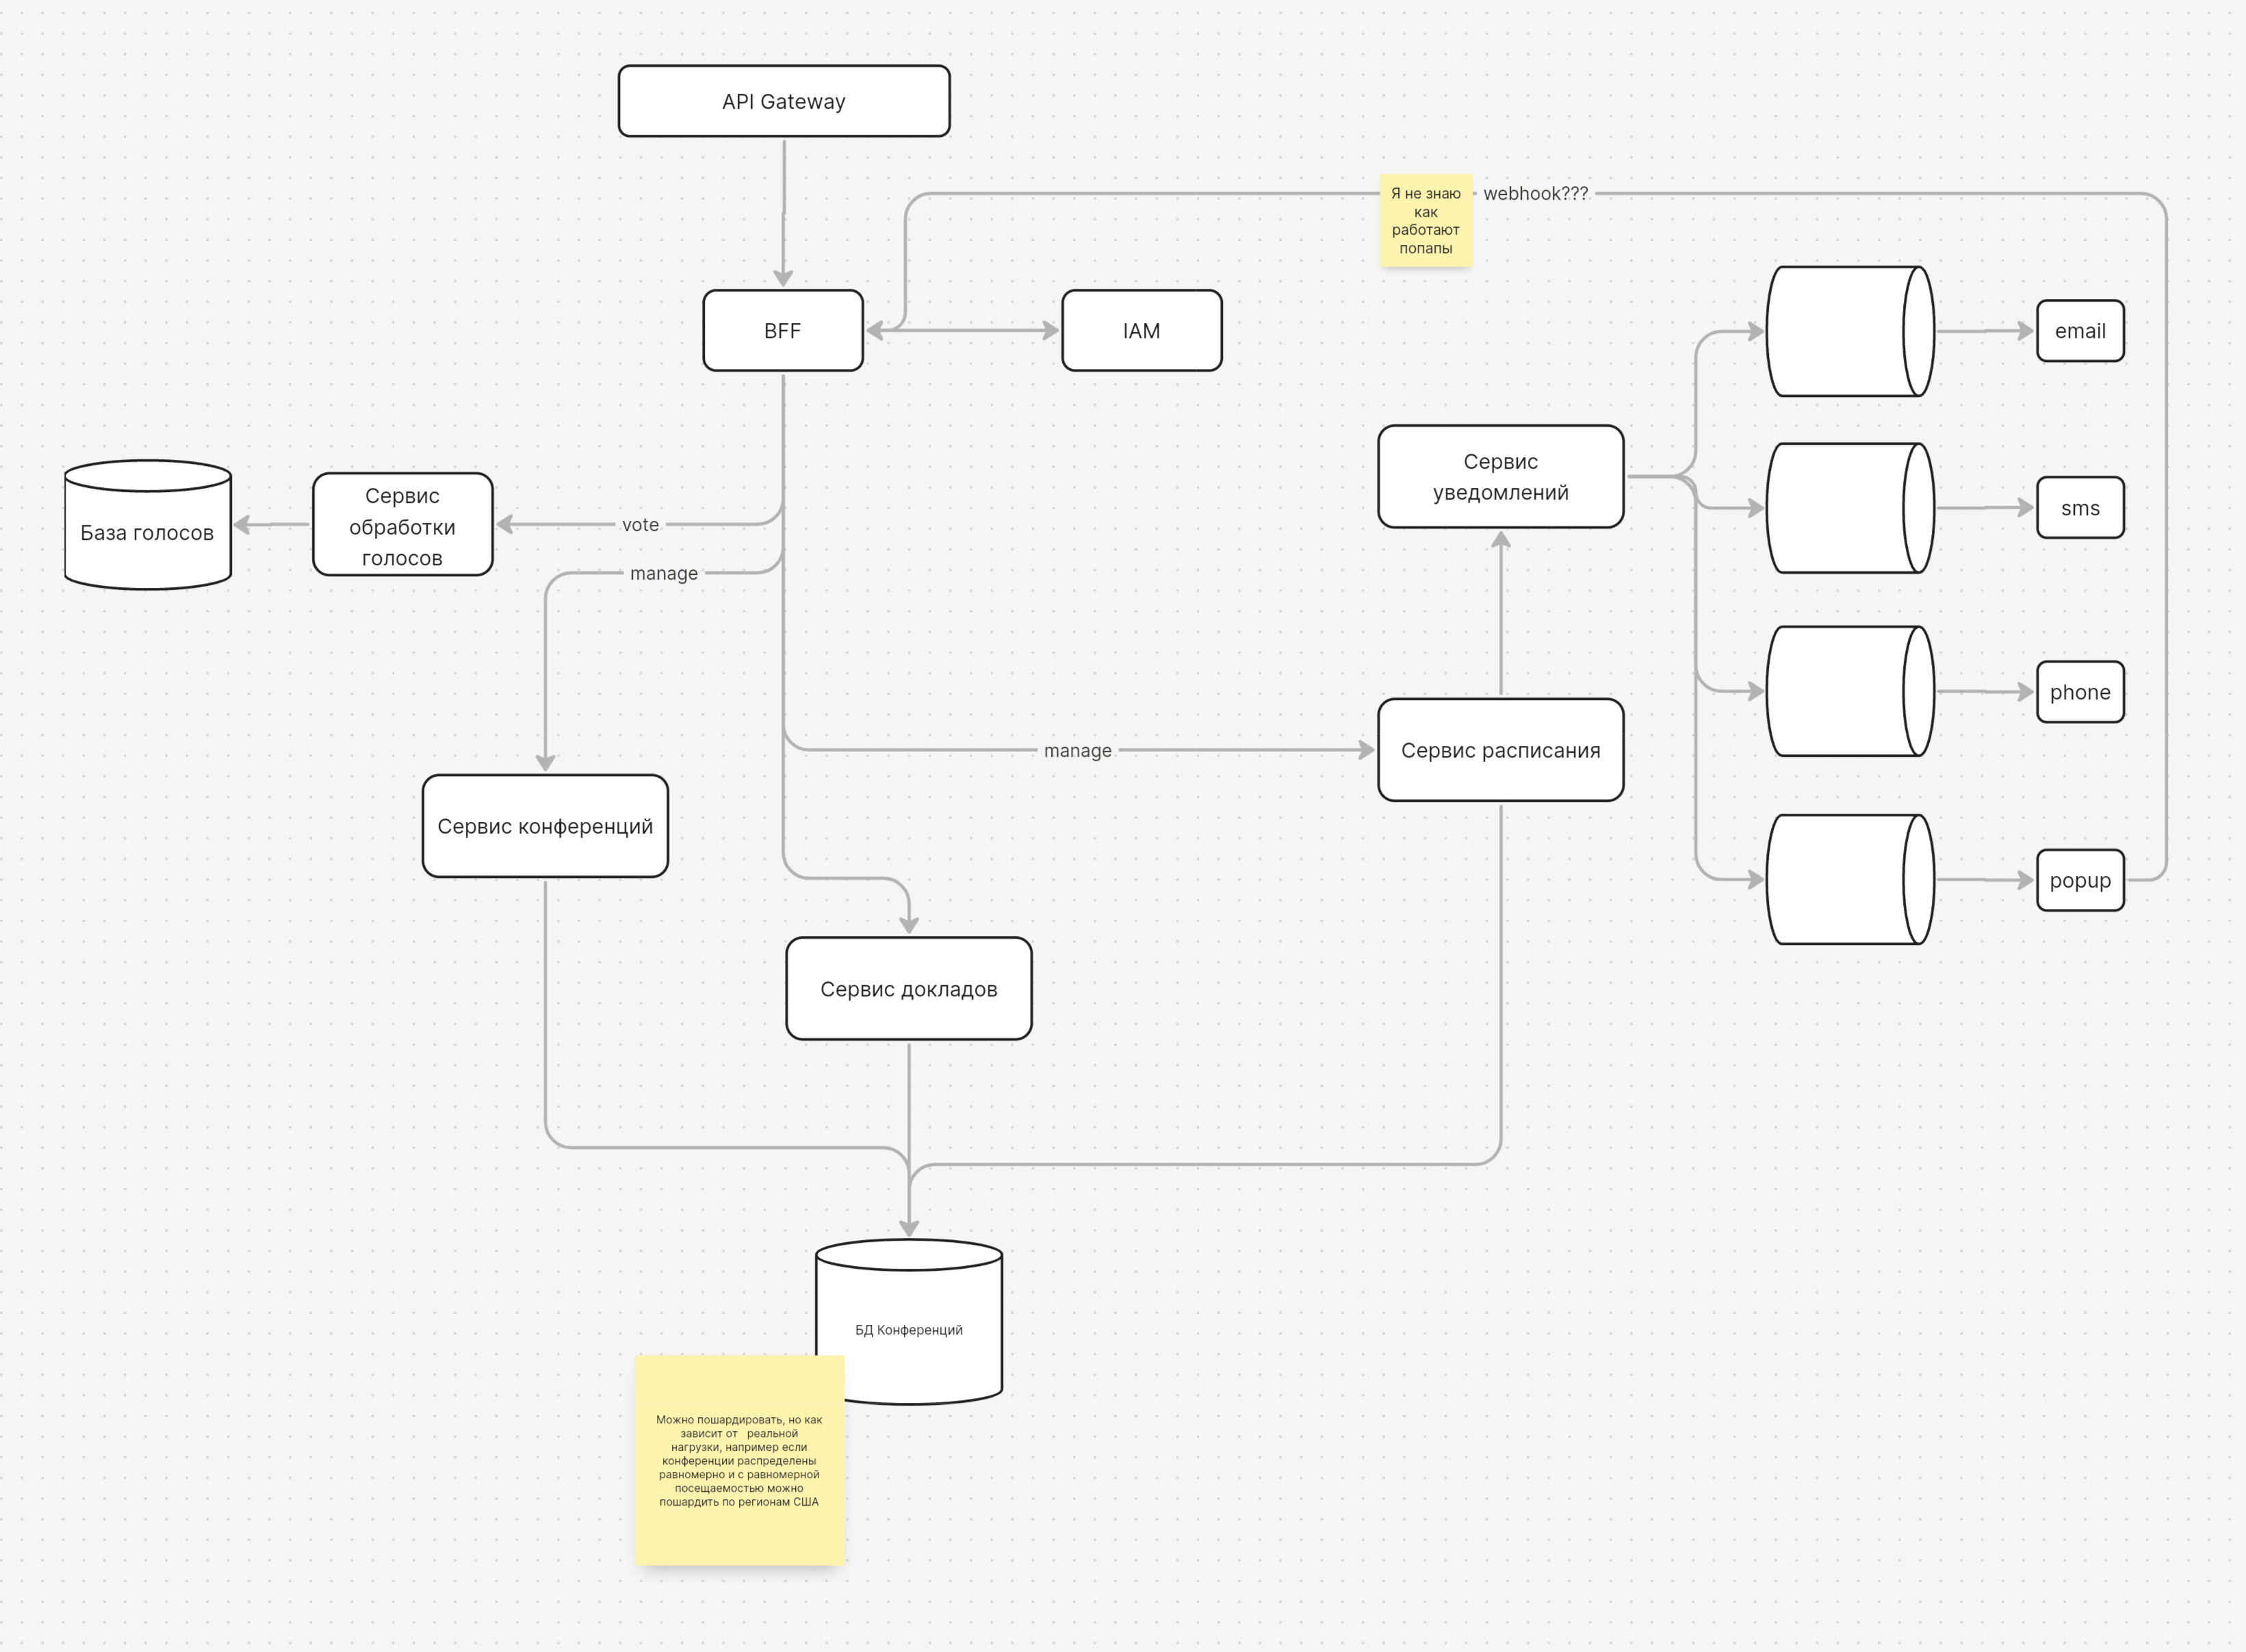 API Gateway
Я не знаю
как
работают
попапы
webhook???
BFF
IAM
email
Сервис
уведомлений
sms
База голосов
Сервис
обработки
голосов
vote
manage
phone
manage
Сервис расписания
Сервис конференций
popup
Сервис докладов
БД Конференций
Можно пошардировать, но как
зависит от реальной
нагрузки, например если
конференции распределены
равномерно и с равномерной
посещаемостью можно
пошардить по регионам США